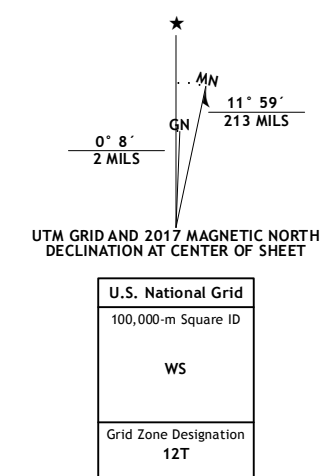 ★
MN
11° 59´
213 MILS
GN
0° 8´
2 MILS
UTM GRID AND 2017 MAGNETIC NORTH
DECLINATION AT CENTER OF SHEET
U.S. National Grid
100,000-m Square ID
WS
Grid Zone Designation
12T